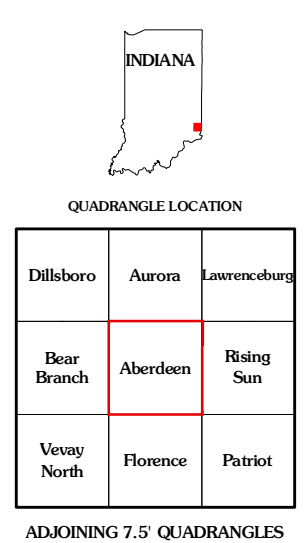 INDIANA
QUADRANGLE LOCATION
Dillsboro
Aurora
Lawrenceburg
Bear
Branch
Aberdeen
Rising
Sun
Vevay
North
Florence
Patriot
ADJOINING 7.5' QUADRANGLES